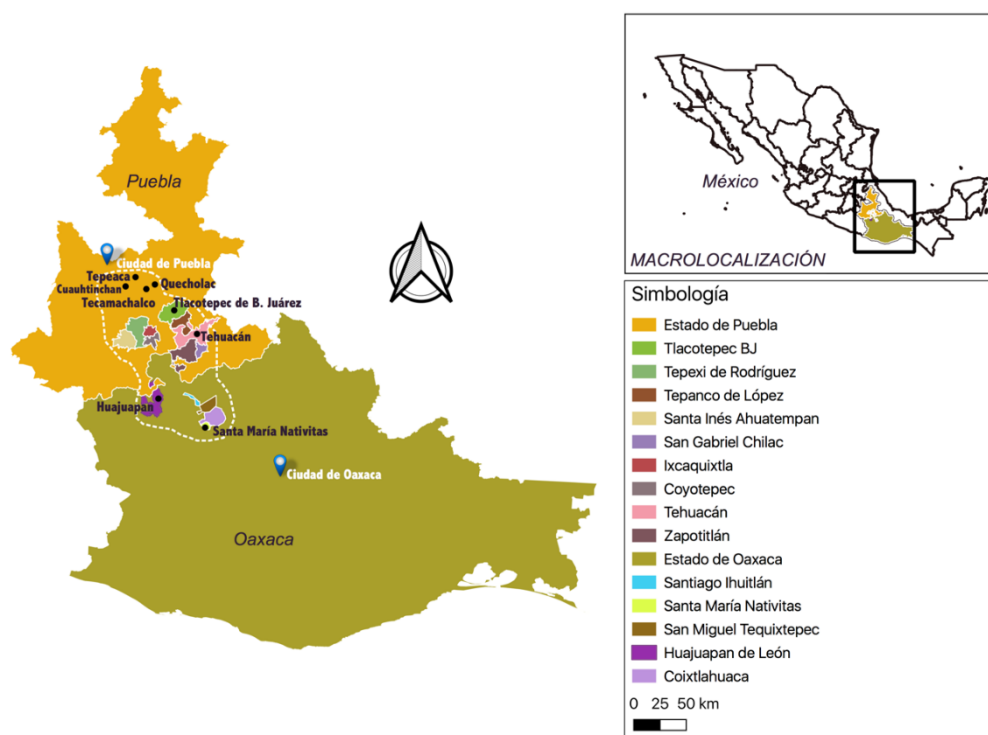 Puebla
Ciudad de Puebla
Tepeaca
Cuauhtinchan
Quecholac
Tecamachalco
Tlacotepec de B. Juárez
Tehuacán
Huajuapan
Santa María Nativitas
Ciudad de Oaxaca
Oaxaca
México
MACROLOCALIZACIÓN
Simbología
Estado de Puebla
Tlacotepec BJ
Tepexi de Rodríguez
Tepanco de López
Santa Inés Ahuatempan
San Gabriel Chilac
Ixcaquixtla
Coyotepec
Tehuacán
Zapotitlán
Estado de Oaxaca
Santiago Ihuitlán
Santa María Nativitas
San Miguel Tequixtepec
Huajuapan de León
Coixtlahuaca
0 25 50 km